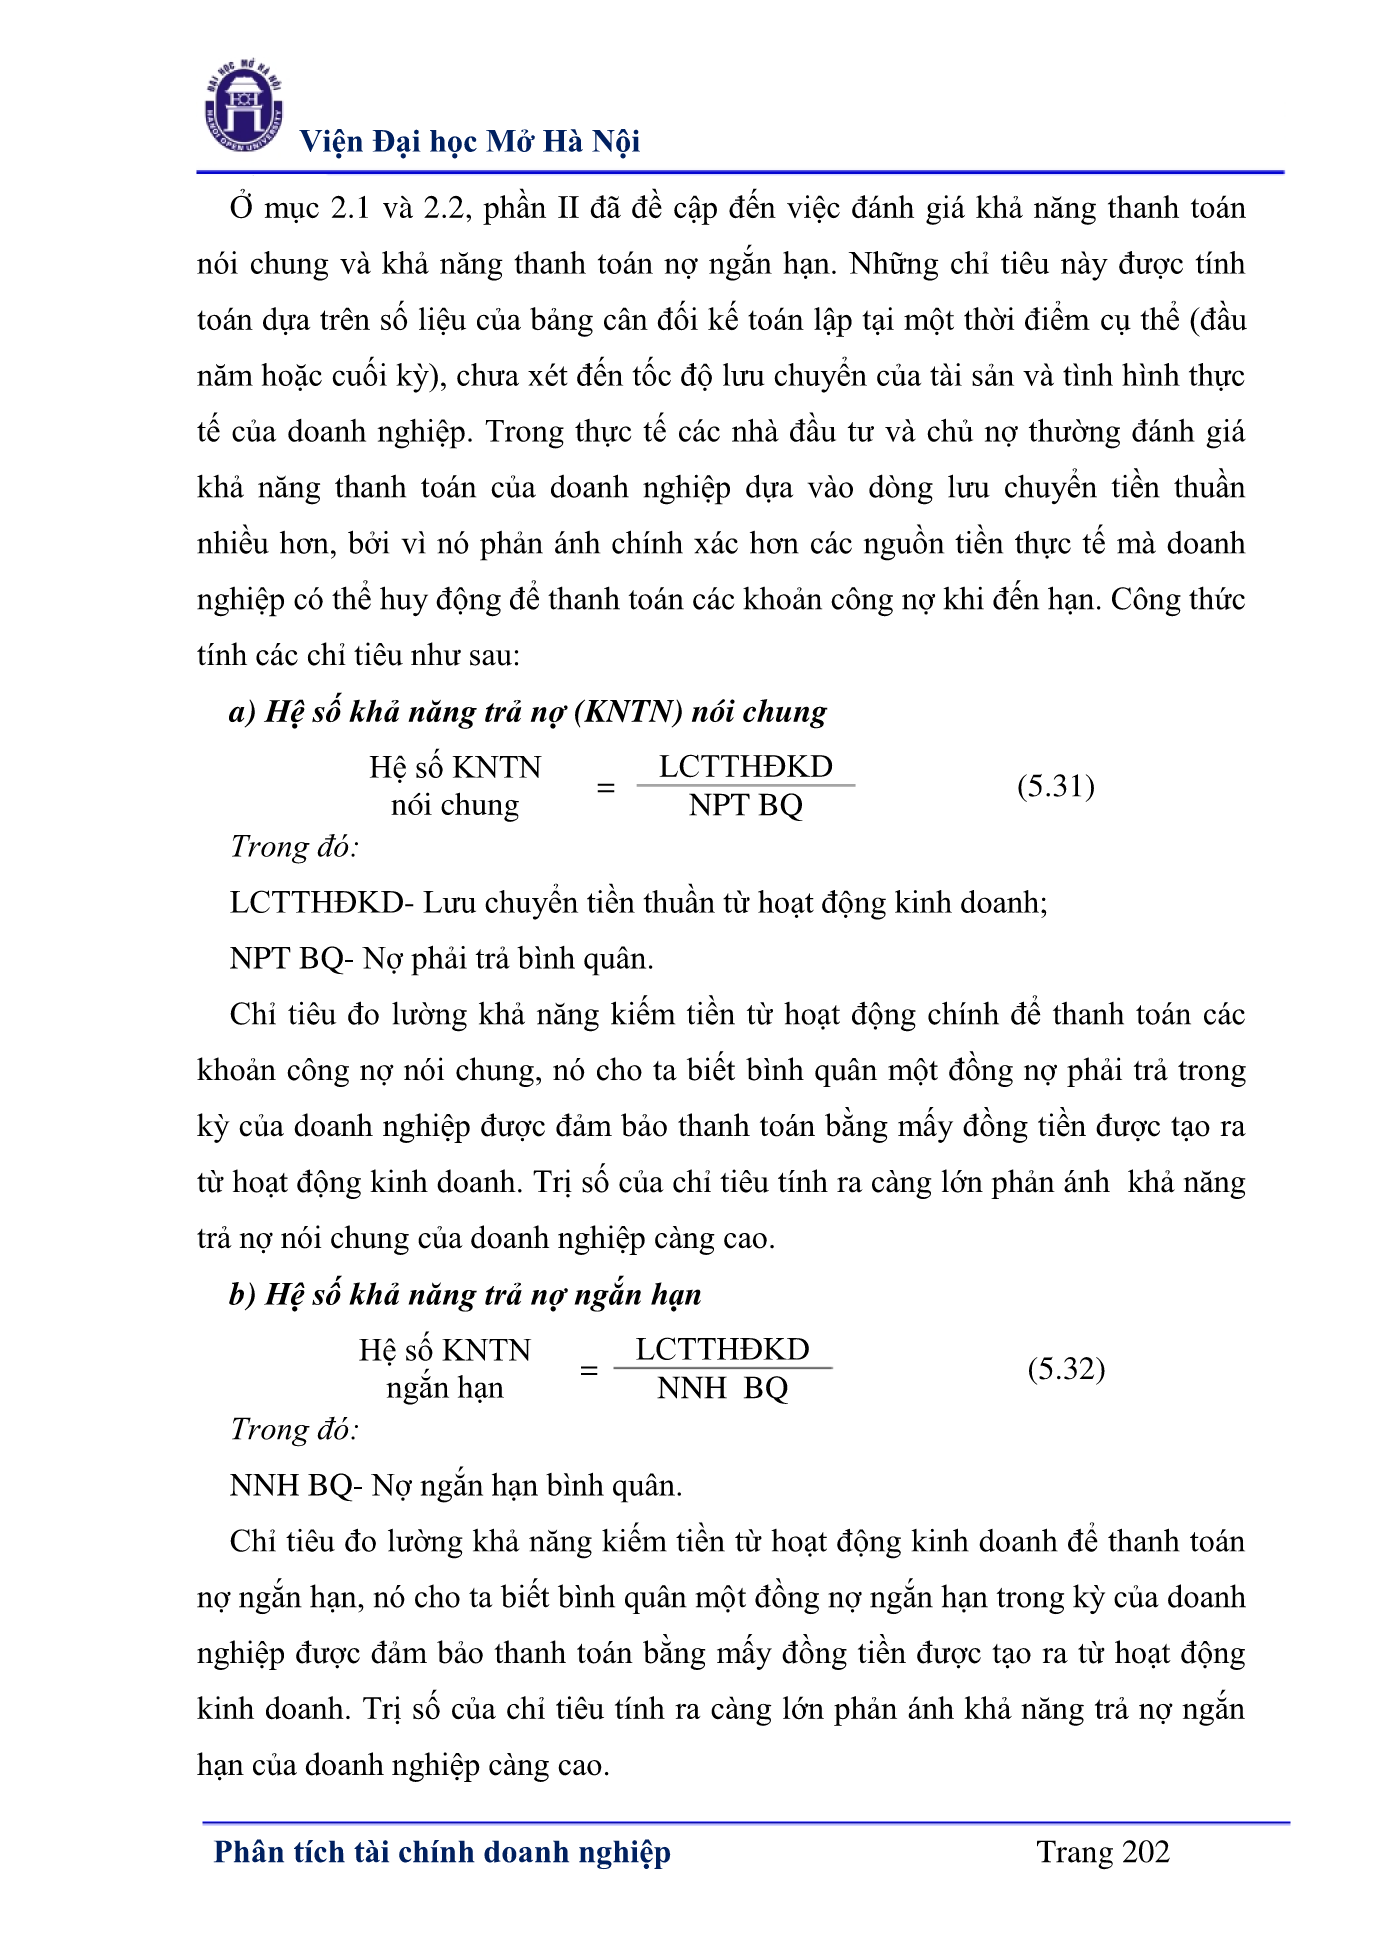 ĐẠI HỌC MỞ HÀ NỘI
HANOI OPEN UNIVERSITY
Viện Đại học Mở Hà Nội
Ở mục 2.1 và 2.2, phần II đã đề cập đến việc đánh giá khả năng thanh toán
nói chung và khả năng thanh toán nợ ngắn hạn. Những chỉ tiêu này được tính
toán dựa trên số liệu của bảng cân đối kế toán lập tại một thời điểm cụ thể (đầu
năm hoặc cuối kỳ), chưa xét đến tốc độ lưu chuyển của tài sản và tình hình thực
tế của doanh nghiệp. Trong thực tế các nhà đầu tư và chủ nợ thường đánh giá
khả năng thanh toán của doanh nghiệp dựa vào dòng lưu chuyển tiền thuần
nhiều hơn, bởi vì nó phản ánh chính xác hơn các nguồn tiền thực tế mà doanh
nghiệp có thể huy động để thanh toán các khoản công nợ khi đến hạn. Công thức
tính các chỉ tiêu như sau:
a) Hệ số khả năng trả nợ (KNTN) nói chung
Hệ số KNTN
nói chung
=
LCTTHĐKD
NPT BQ
(5.31)
Trong đó:
LCTTHĐKD- Lưu chuyển tiền thuần từ hoạt động kinh doanh;
NPT BQ- Nợ phải trả bình quân.
Chỉ tiêu đo lường khả năng kiếm tiền từ hoạt động chính để thanh toán các
khoản công nợ nói chung, nó cho ta biết bình quân một đồng nợ phải trả trong
kỳ của doanh nghiệp được đảm bảo thanh toán bằng mấy đồng tiền được tạo ra
từ hoạt động kinh doanh. Trị số của chỉ tiêu tính ra càng lớn phản ánh  khả năng
trả nợ nói chung của doanh nghiệp càng cao.
b) Hệ số khả năng trả nợ ngắn hạn
Hệ số KNTN
ngắn hạn
=
LCTTHĐKD
NNH  BQ
(5.32)
Trong đó:
NNH BQ- Nợ ngắn hạn bình quân.
Chỉ tiêu đo lường khả năng kiếm tiền từ hoạt động kinh doanh để thanh toán
nợ ngắn hạn, nó cho ta biết bình quân một đồng nợ ngắn hạn trong kỳ của doanh
nghiệp được đảm bảo thanh toán bằng mấy đồng tiền được tạo ra từ hoạt động
kinh doanh. Trị số của chỉ tiêu tính ra càng lớn phản ánh khả năng trả nợ ngắn
hạn của doanh nghiệp càng cao.
Phân tích tài chính doanh nghiệp
Trang 202